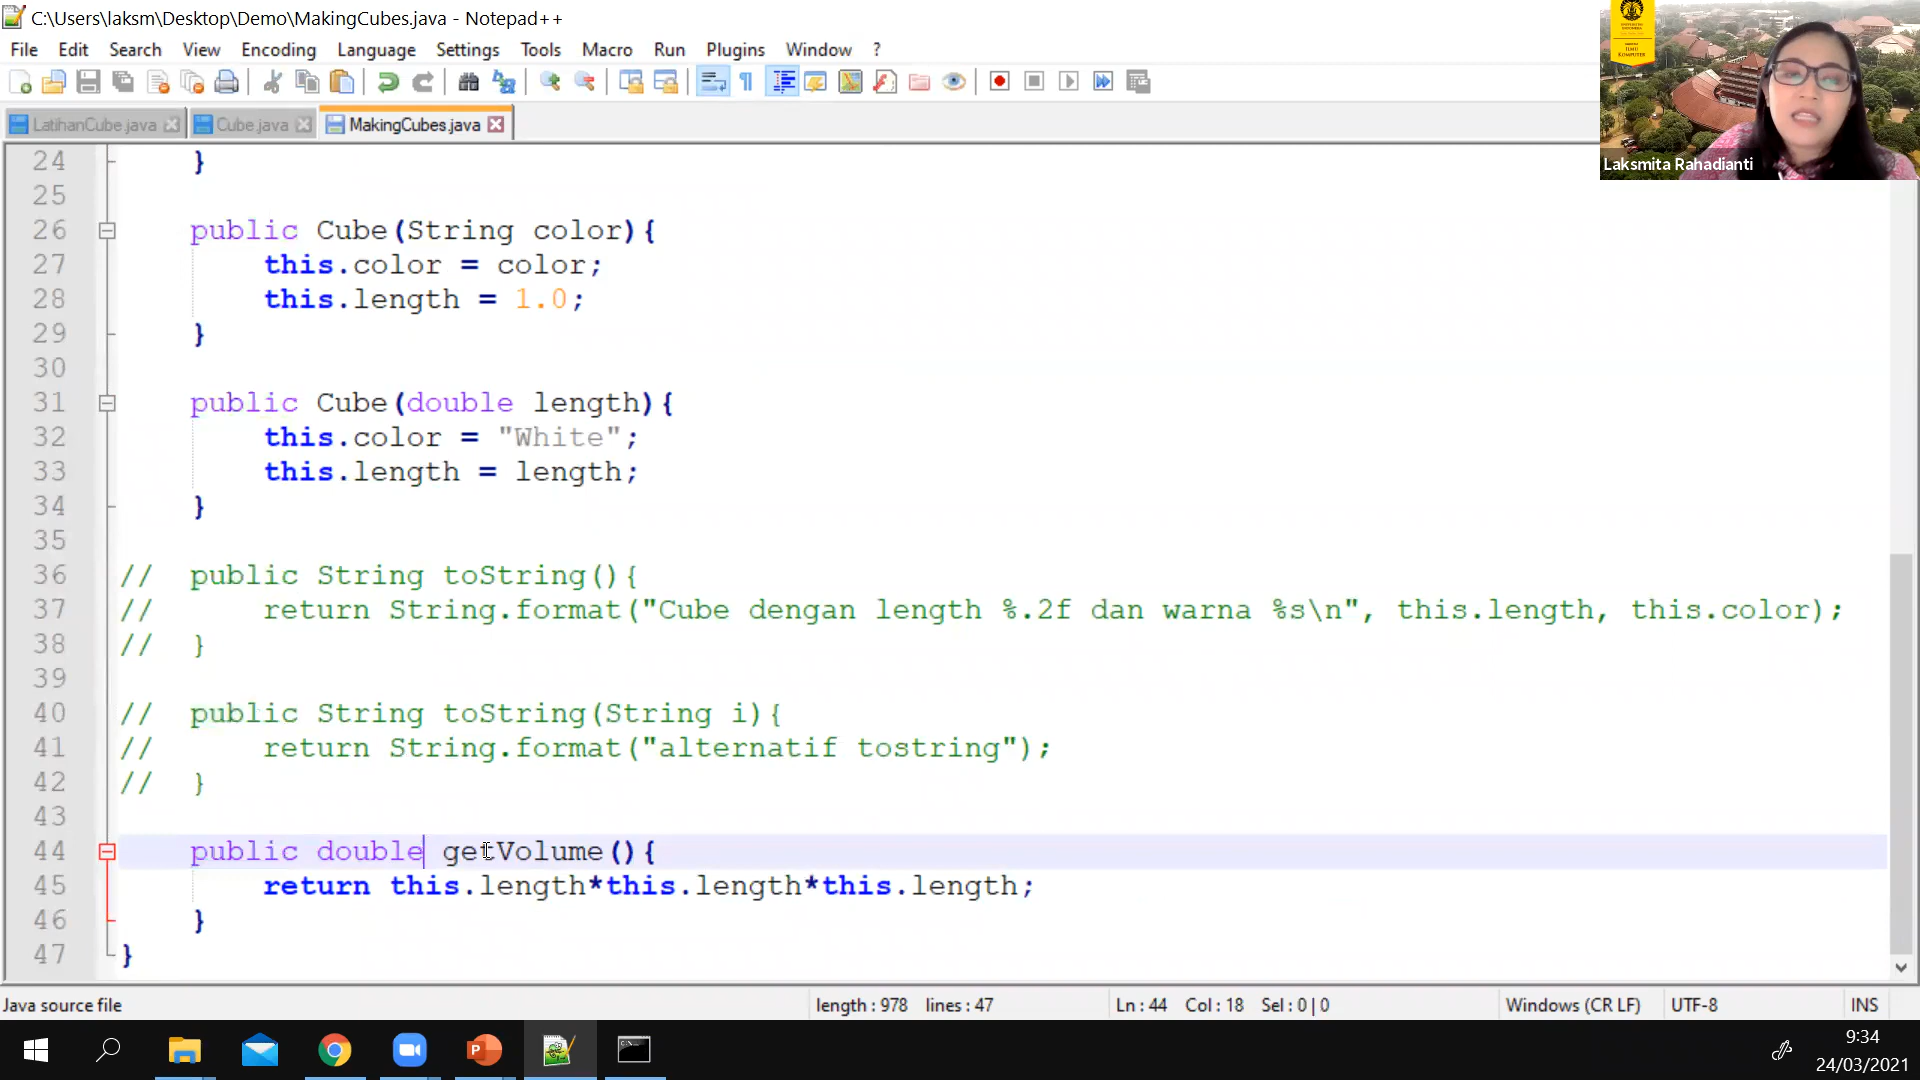 C:\Users\laksm\Desktop\Demo\MakingCubes.java - Notepad++
File Edit Search View Encoding Language Settings Tools Macro Run Plugins Window ?
LatihanCube.java Cube.java MakingCubes.java
Laksmita Rahadianti
24 }
25
26 public Cube(String color){
27 this.color = color;
28 this.length = 1.0;
29 }
30
31 public Cube(double length){
32 this.color = "White";
33 this.length = length;
34 }
35
36 // public String toString(){
37 // return String.format("Cube dengan length %.2f dan warna %s\n", this.length, this.color);
38 // }
39
40 // public String toString(String i){
41 // return String.format("alternatif tostring");
42 // }
43
44 public double getVolume(){
45 return this.length*this.length*this.length;
46 }
47 }
Java source file length : 978 lines : 47 Ln : 44 Col : 18 Sel : 0 | 0 Windows (CR LF) UTF-8 INS
9:34
24/03/2021